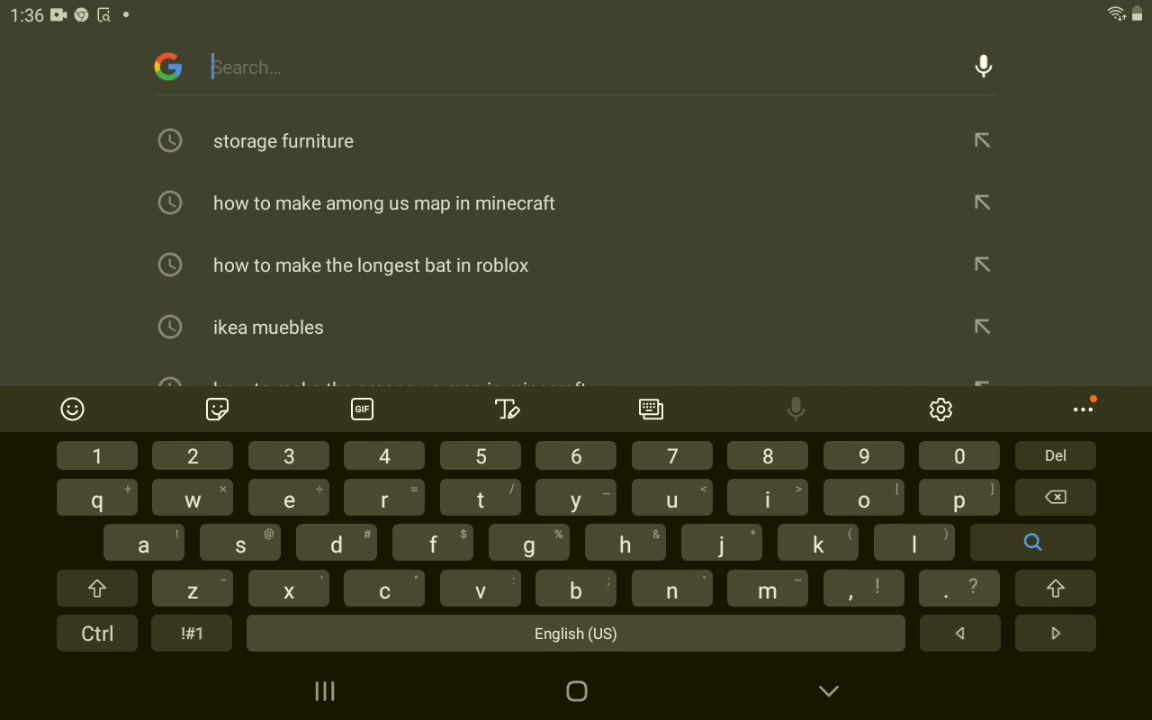 1:36
Search...
storage furniture
how to make among us map in minecraft
how to make the longest bat in roblox
ikea muebles
GIF
1 2 3 4 5 6 7 8 9 0 Del
q + w × e ÷ r = t / y _ u < i > o [ p ]
a ! s @ d # f $ g % h & j * k ( l )
z - x ' c " v : b ; n ` m ~ , ! . ?
Ctrl !#1 English (US)